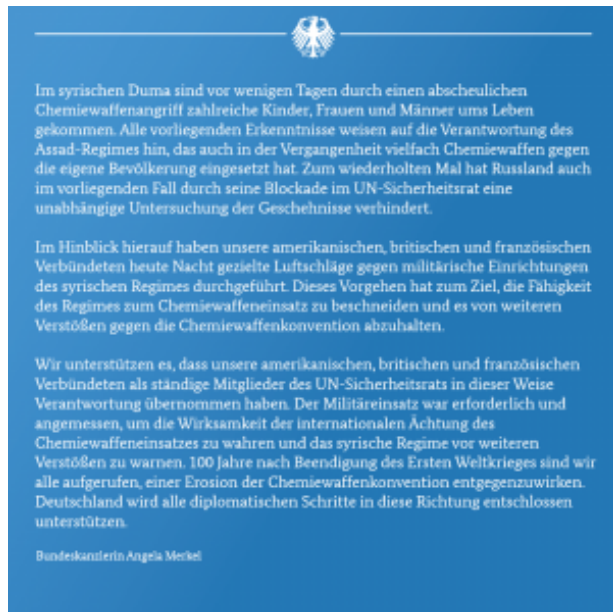 Im syrischen Duma sind vor wenigen Tagen durch einen abscheulichen
Chemiewaffenangriff zahlreiche Kinder, Frauen und Männer ums Leben
gekommen. Alle vorliegenden Erkenntnisse weisen auf die Verantwortung des
Assad-Regimes hin, das auch in der Vergangenheit vielfach Chemiewaffen gegen
die eigene Bevölkerung eingesetzt hat. Zum wiederholten Mal hat Russland auch
im vorliegenden Fall durch seine Blockade im UN-Sicherheitsrat eine
unabhängige Untersuchung der Geschehnisse verhindert.
Im Hinblick hierauf haben unsere amerikanischen, britischen und französischen
Verbündeten heute Nacht gezielte Luftschläge gegen militärische Einrichtungen
des syrischen Regimes durchgeführt. Dieses Vorgehen hat zum Ziel, die Fähigkeit
des Regimes zum Chemiewaffeneinsatz zu beschneiden und es von weiteren
Verstößen gegen die Chemiewaffenkonvention abzuhalten.
Wir unterstützen es, dass unsere amerikanischen, britischen und französischen
Verbündeten als ständige Mitglieder des UN-Sicherheitsrats in dieser Weise
Verantwortung übernommen haben. Der Militäreinsatz war erforderlich und
angemessen, um die Wirksamkeit der internationalen Ächtung des
Chemiewaffeneinsatzes zu wahren und das syrische Regime vor weiteren
Verstößen zu warnen. 100 Jahre nach Beendigung des Ersten Weltkrieges sind wir
alle aufgerufen, einer Erosion der Chemiewaffenkonvention entgegenzuwirken.
Deutschland wird alle diplomatischen Schritte in diese Richtung entschlossen
unterstützen.
Bundeskanzlerin Angela Merkel